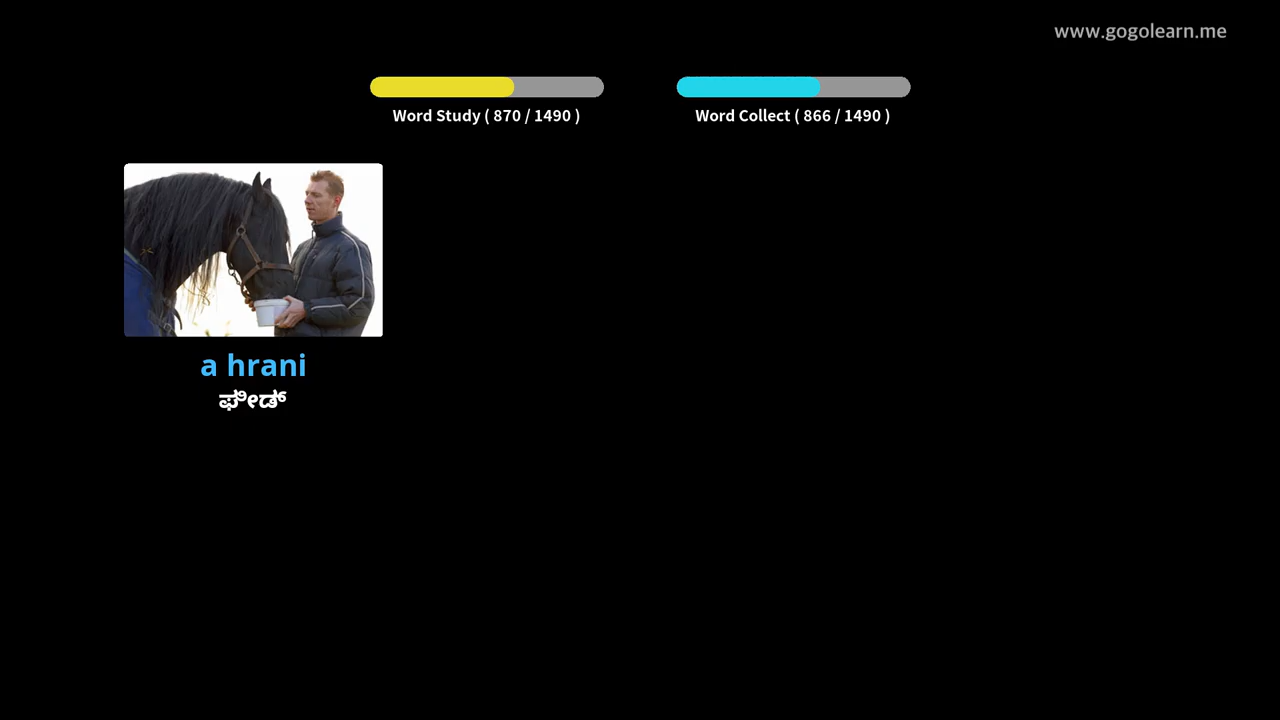 www.gogolearn.me
Word Study ( 870 / 1490 )
Word Collect ( 866 / 1490 )
a hrani
ಫೀಡ್